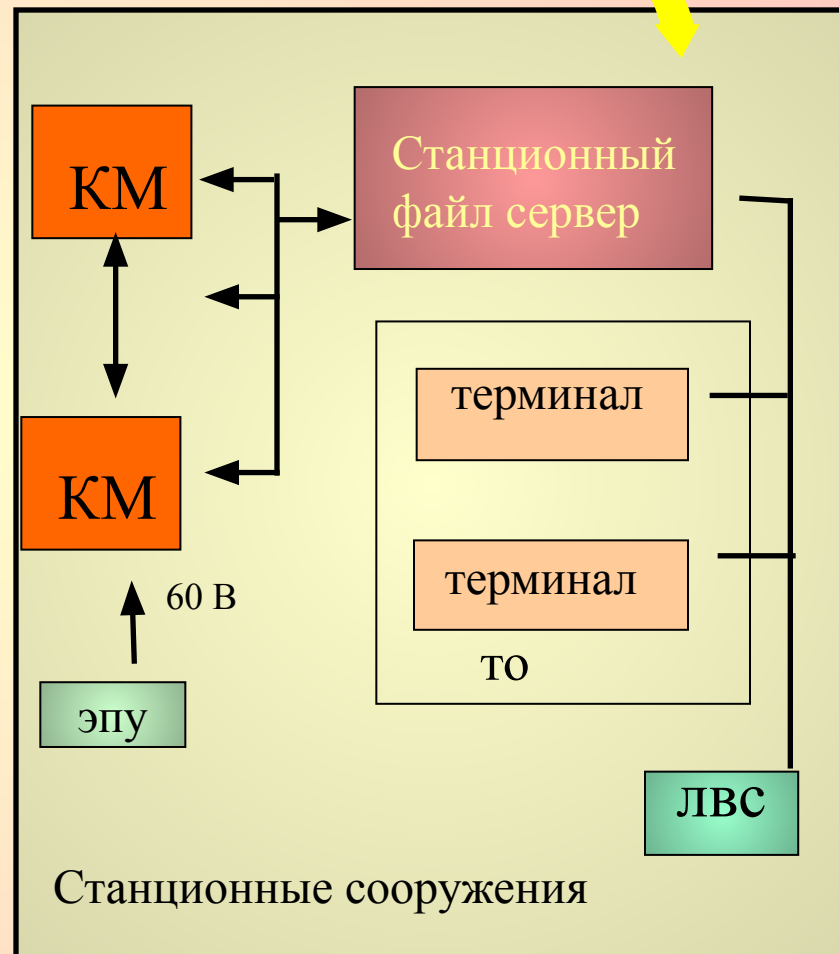 КМ
Станционный
файл сервер
терминал
КМ
терминал
60 В
то
эпу
лвс
Станционные сооружения